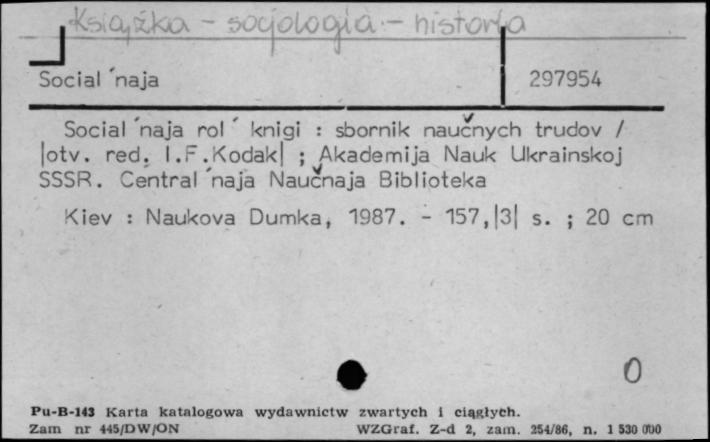 Książka - socjologia - historia
Social´naja 297954
Social´naja rol´ knigi : sbornik naučnych trudov /
|otv. red. I.F.Kodak| ; Akademija Nauk Ukrainskoj
SSSR. Central´naja Naučnaja Biblioteka
Kiev : Naukova Dumka, 1987. - 157,|3| s. ; 20 cm
0
Pu-B-143 Karta katalogowa wydawnictw zwartych i ciągłych.
Zam nr 445/DW/ON WZGraf. Z-d 2, zam. 254/86, n. 1 530 000